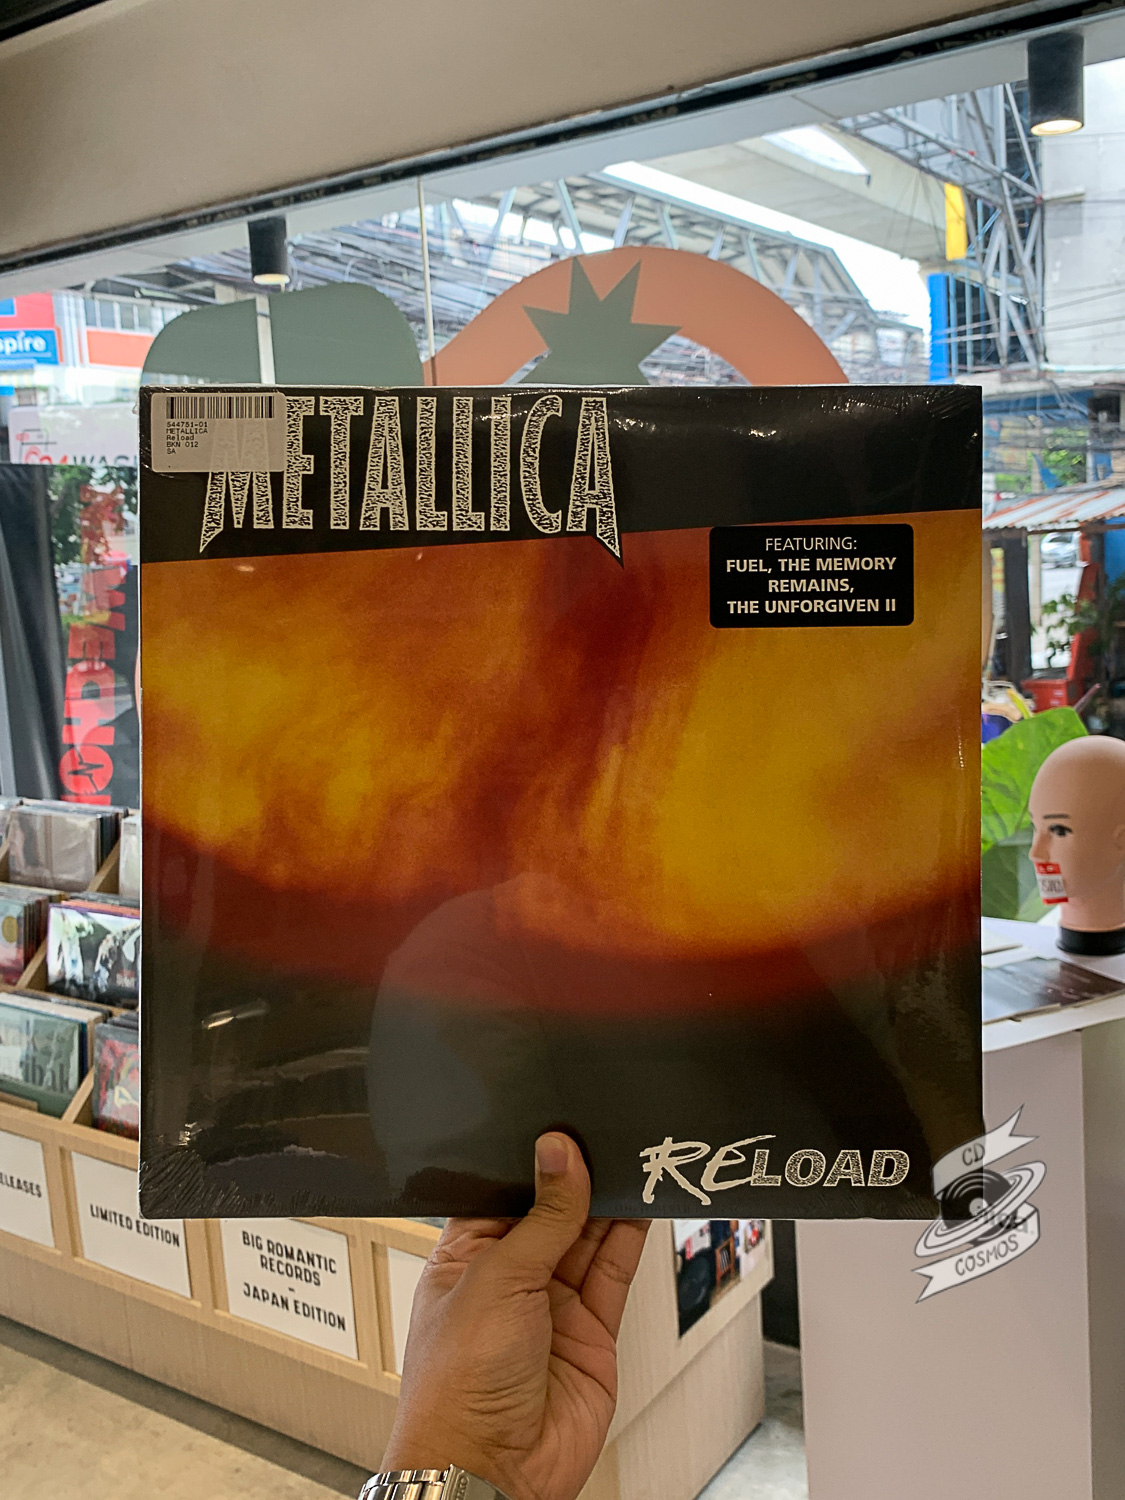 spire
METALLICA
544751-01
METALLICA
Reload
BKN 012
SA
FEATURING:
FUEL, THE MEMORY
REMAINS,
THE UNFORGIVEN II
RELOAD
ELEASES
LIMITED EDITION
BIG ROMANTIC
RECORDS
-
JAPAN EDITION
CD
COSMOS